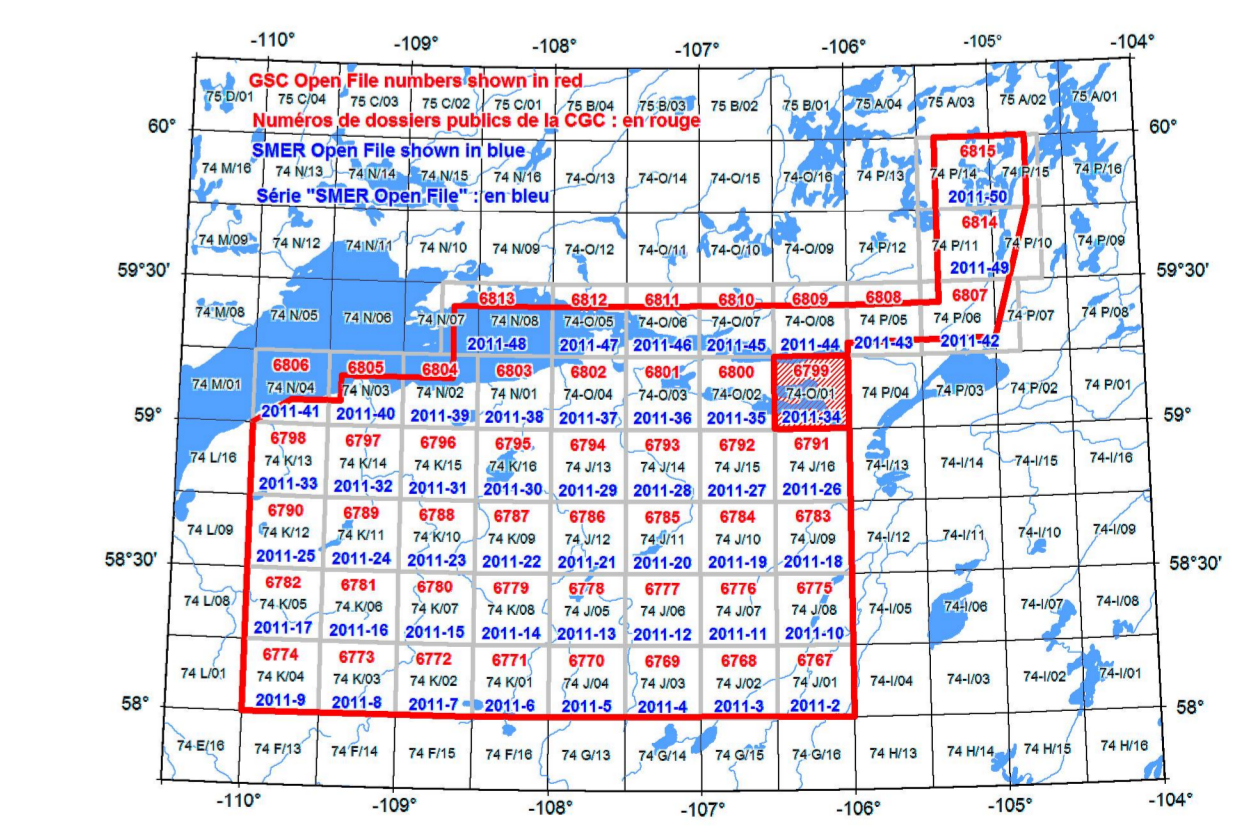 -110° -109° -108° -107° -106° -105° -104°
GSC Open File numbers shown in red
75 D/01 75 C/04 75 C/03 75 C/02 75 C/01 75 B/04 75 B/03 75 B/02 75 B/01 75 A/04 75 A/03 75 A/02 75 A/01
Numéros de dossiers publics de la CGC : en rouge
60° 60°
SMER Open File shown in blue
6815
74 M/16 74 N/13 74 N/14 74 N/15 74 N/16 74-O/13 74-O/14 74-O/15 74-O/16 74 P/13 74 P/14 74 P/15 74 P/16
Série "SMER Open File" : en bleu
2011-50
6814
74 M/09 74 N/12 74 N/11 74 N/10 74 N/09 74-O/12 74-O/11 74-O/10 74-O/09 74 P/12 74 P/11 74 P/10 74 P/09
2011-49
59°30' 59°30'
6813 6812 6811 6810 6809 6808 6807
74 M/08 74 N/05 74 N/06 74 N/07 74 N/08 74-O/05 74-O/06 74-O/07 74-O/08 74 P/05 74 P/06 74 P/07 74 P/08
2011-48 2011-47 2011-46 2011-45 2011-44 2011-43 2011-42
6806 6805 6804 6803 6802 6801 6800 6799
74 M/01 74 N/04 74 N/03 74 N/02 74 N/01 74-O/04 74-O/03 74-O/02 74-O/01 74 P/04 74 P/03 74 P/02 74 P/01
2011-41 2011-40 2011-39 2011-38 2011-37 2011-36 2011-35 2011-34
59° 59°
6798 6797 6796 6795 6794 6793 6792 6791
74 L/16 74 K/13 74 K/14 74 K/15 74 K/16 74 J/13 74 J/14 74 J/15 74 J/16 74-I/13 74-I/14 74-I/15 74-I/16
2011-33 2011-32 2011-31 2011-30 2011-29 2011-28 2011-27 2011-26
6790 6789 6788 6787 6786 6785 6784 6783
74 L/09 74 K/12 74 K/11 74 K/10 74 K/09 74 J/12 74 J/11 74 J/10 74 J/09 74-I/12 74-I/11 74-I/10 74-I/09
2011-25 2011-24 2011-23 2011-22 2011-21 2011-20 2011-19 2011-18
58°30' 58°30'
6782 6781 6780 6779 6778 6777 6776 6775
74 L/08 74 K/05 74 K/06 74 K/07 74 K/08 74 J/05 74 J/06 74 J/07 74 J/08 74-I/05 74-I/06 74-I/07 74-I/08
2011-17 2011-16 2011-15 2011-14 2011-13 2011-12 2011-11 2011-10
6774 6773 6772 6771 6770 6769 6768 6767
74 L/01 74 K/04 74 K/03 74 K/02 74 K/01 74 J/04 74 J/03 74 J/02 74 J/01 74-I/04 74-I/03 74-I/02 74-I/01
2011-9 2011-8 2011-7 2011-6 2011-5 2011-4 2011-3 2011-2
58° 58°
74 E/16 74 F/13 74 F/14 74 F/15 74 F/16 74 G/13 74 G/14 74 G/15 74 G/16 74 H/13 74 H/14 74 H/15 74 H/16
-110° -109° -108° -107° -106° -105° -104°